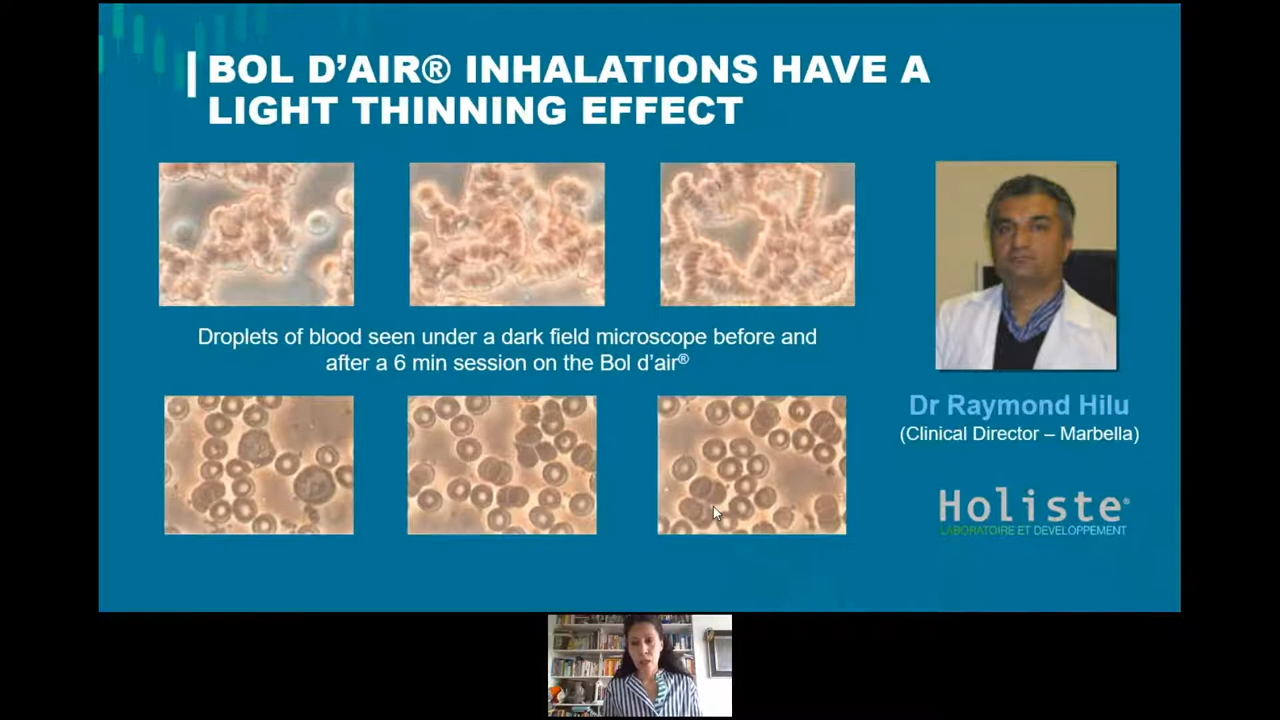 BOL D'AIR® INHALATIONS HAVE A
LIGHT THINNING EFFECT
Droplets of blood seen under a dark field microscope before and
after a 6 min session on the Bol d'air®
Dr Raymond Hilu
(Clinical Director – Marbella)
Holiste®
LABORATOIRE ET DEVELOPPEMENT